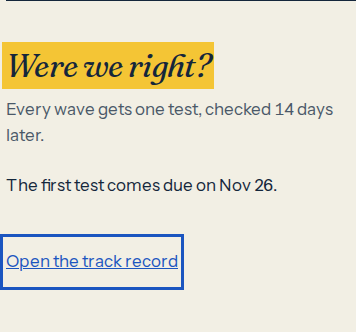 Were we right?
Every wave gets one test, checked 14 days
later.
The first test comes due on Nov 26.
Open the track record